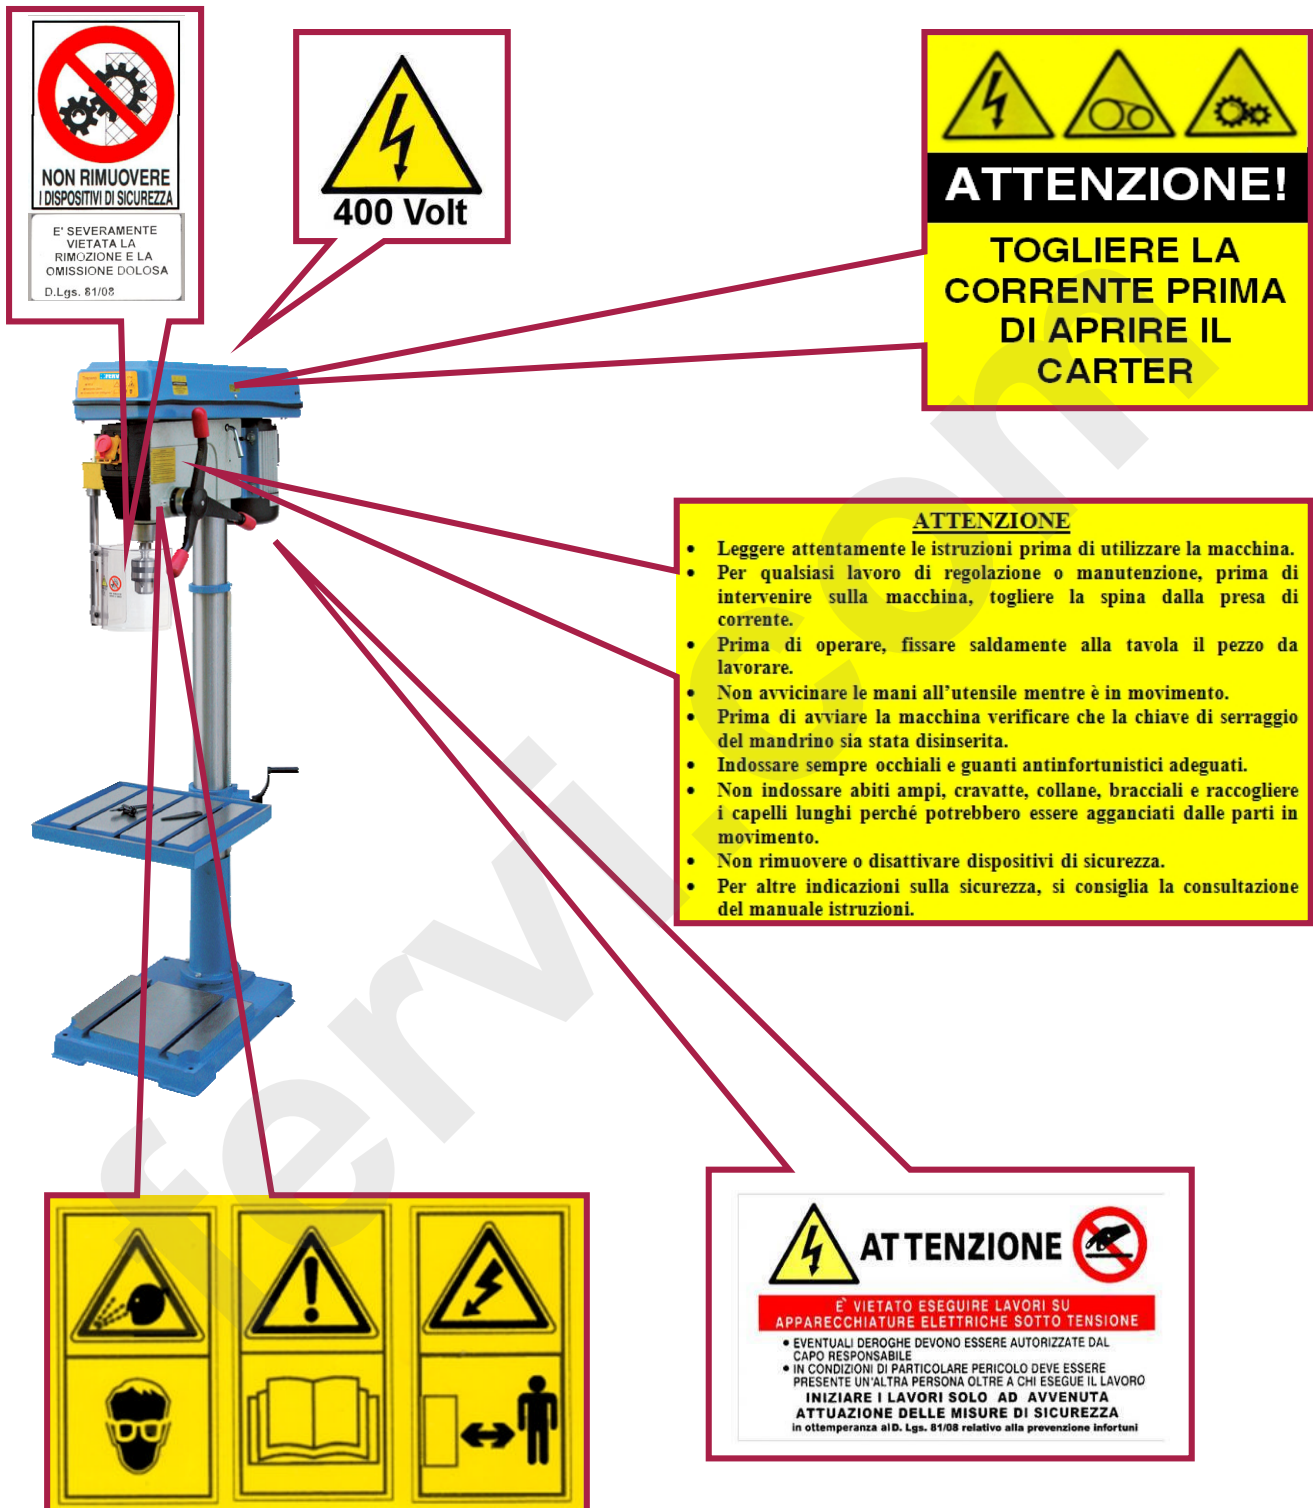 NON RIMUOVERE
I DISPOSITIVI DI SICUREZZA
E' SEVERAMENTE
VIETATA LA
RIMOZIONE E LA
OMISSIONE DOLOSA
D.Lgs. 81/08
400 Volt
ATTENZIONE!
TOGLIERE LA
CORRENTE PRIMA
DI APRIRE IL
CARTER
ATTENZIONE
• Leggere attentamente le istruzioni prima di utilizzare la macchina.
• Per qualsiasi lavoro di regolazione o manutenzione, prima di
intervenire sulla macchina, togliere la spina dalla presa di
corrente.
• Prima di operare, fissare saldamente alla tavola il pezzo da
lavorare.
• Non avvicinare le mani all'utensile mentre è in movimento.
• Prima di avviare la macchina verificare che la chiave di serraggio
del mandrino sia stata disinserita.
• Indossare sempre occhiali e guanti antinfortunistici adeguati.
• Non indossare abiti ampi, cravatte, collane, bracciali e raccogliere
i capelli lunghi perché potrebbero essere agganciati dalle parti in
movimento.
• Non rimuovere o disattivare dispositivi di sicurezza.
• Per altre indicazioni sulla sicurezza, si consiglia la consultazione
del manuale istruzioni.
ATTENZIONE
E' VIETATO ESEGUIRE LAVORI SU
APPARECCHIATURE ELETTRICHE SOTTO TENSIONE
• EVENTUALI DEROGHE DEVONO ESSERE AUTORIZZATE DAL
CAPO RESPONSABILE
• IN CONDIZIONI DI PARTICOLARE PERICOLO DEVE ESSERE
PRESENTE UN'ALTRA PERSONA OLTRE A CHI ESEGUE IL LAVORO
INIZIARE I LAVORI SOLO AD AVVENUTA
ATTUAZIONE DELLE MISURE DI SICUREZZA
in ottemperanza al D. Lgs. 81/08 relativo alla prevenzione infortuni
fervi.com